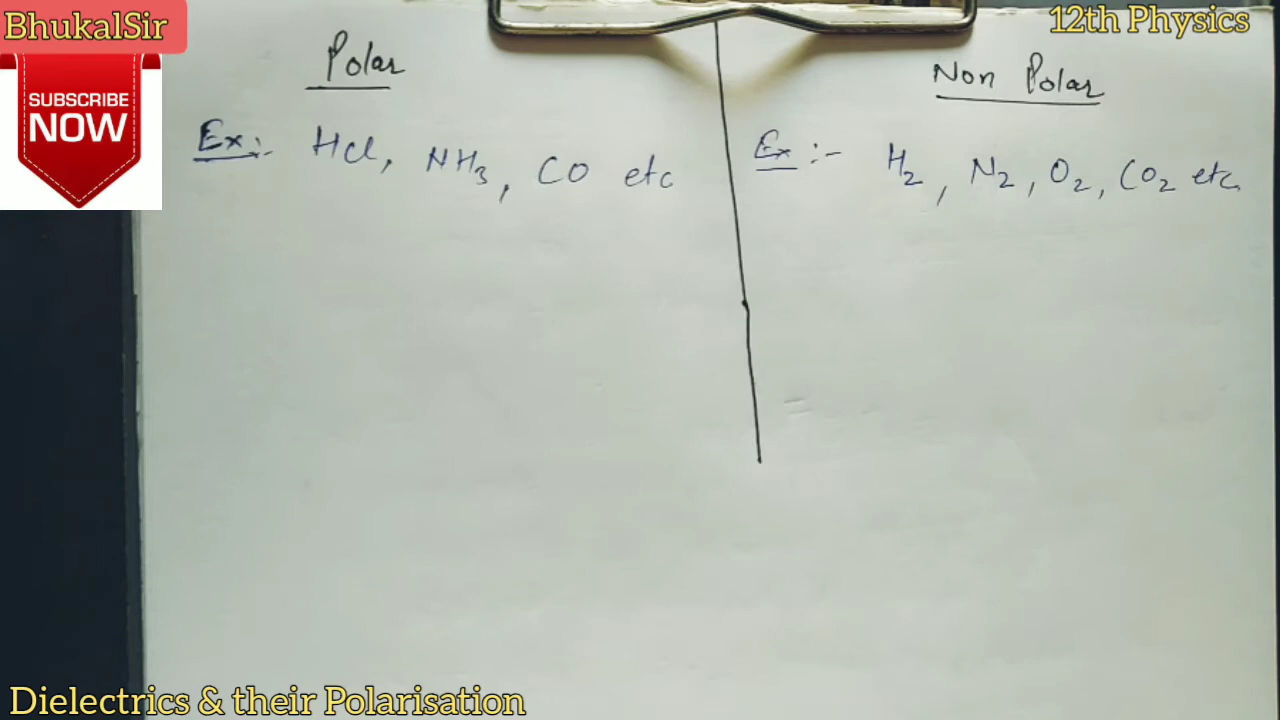 BhukalSir
12th Physics
SUBSCRIBE
NOW
Polar
Non Polar
Ex:- HCl, NH3, CO etc
Ex :- H2, N2, O2, CO2 etc
Dielectrics & their Polarisation